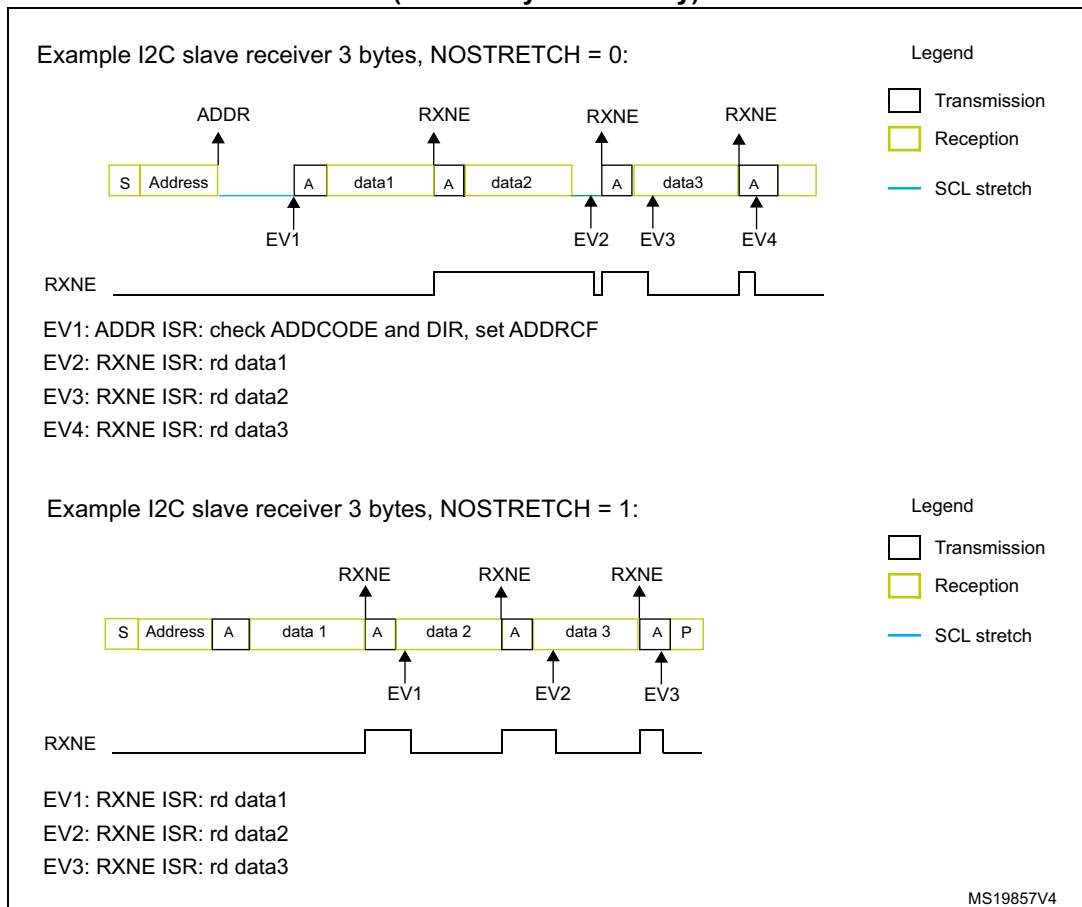 Example I2C slave receiver 3 bytes, NOSTRETCH = 0:
Legend
ADDR RXNE RXNE RXNE
Transmission
Reception
S Address A data1 A data2 A data3 A
SCL stretch
EV1 EV2 EV3 EV4
RXNE
EV1: ADDR ISR: check ADDCODE and DIR, set ADDRCF
EV2: RXNE ISR: rd data1
EV3: RXNE ISR: rd data2
EV4: RXNE ISR: rd data3
Example I2C slave receiver 3 bytes, NOSTRETCH = 1:
Legend
Transmission
RXNE RXNE RXNE
Reception
S Address A data 1 A data 2 A data 3 A P
SCL stretch
EV1 EV2 EV3
RXNE
EV1: RXNE ISR: rd data1
EV2: RXNE ISR: rd data2
EV3: RXNE ISR: rd data3
MS19857V4